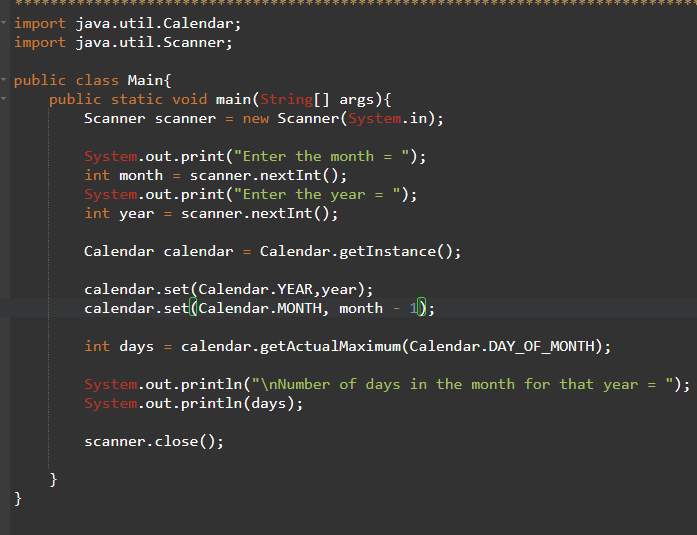 ******************************************************************************
import java.util.Calendar;
import java.util.Scanner;
public class Main{
public static void main(String[] args){
Scanner scanner = new Scanner(System.in);
System.out.print("Enter the month = ");
int month = scanner.nextInt();
System.out.print("Enter the year = ");
int year = scanner.nextInt();
Calendar calendar = Calendar.getInstance();
calendar.set(Calendar.YEAR,year);
calendar.set(Calendar.MONTH, month - 1);
int days = calendar.getActualMaximum(Calendar.DAY_OF_MONTH);
System.out.println("\nNumber of days in the month for that year = ");
System.out.println(days);
scanner.close();
}
}